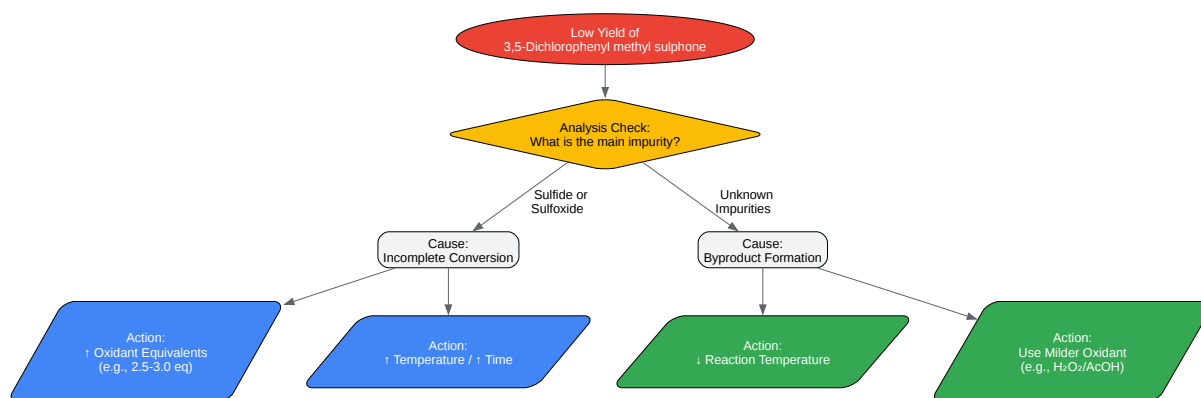 Low Yield of
3,5-Dichlorophenyl methyl sulphone
Analysis Check:
What is the main impurity?
Sulfide or
Sulfoxide
Unknown
Impurities
Cause:
Incomplete Conversion
Cause:
Byproduct Formation
Action:
↑ Oxidant Equivalents
(e.g., 2.5-3.0 eq)
Action:
↑ Temperature / ↑ Time
Action:
↓ Reaction Temperature
Action:
Use Milder Oxidant
(e.g., H₂O₂/AcOH)